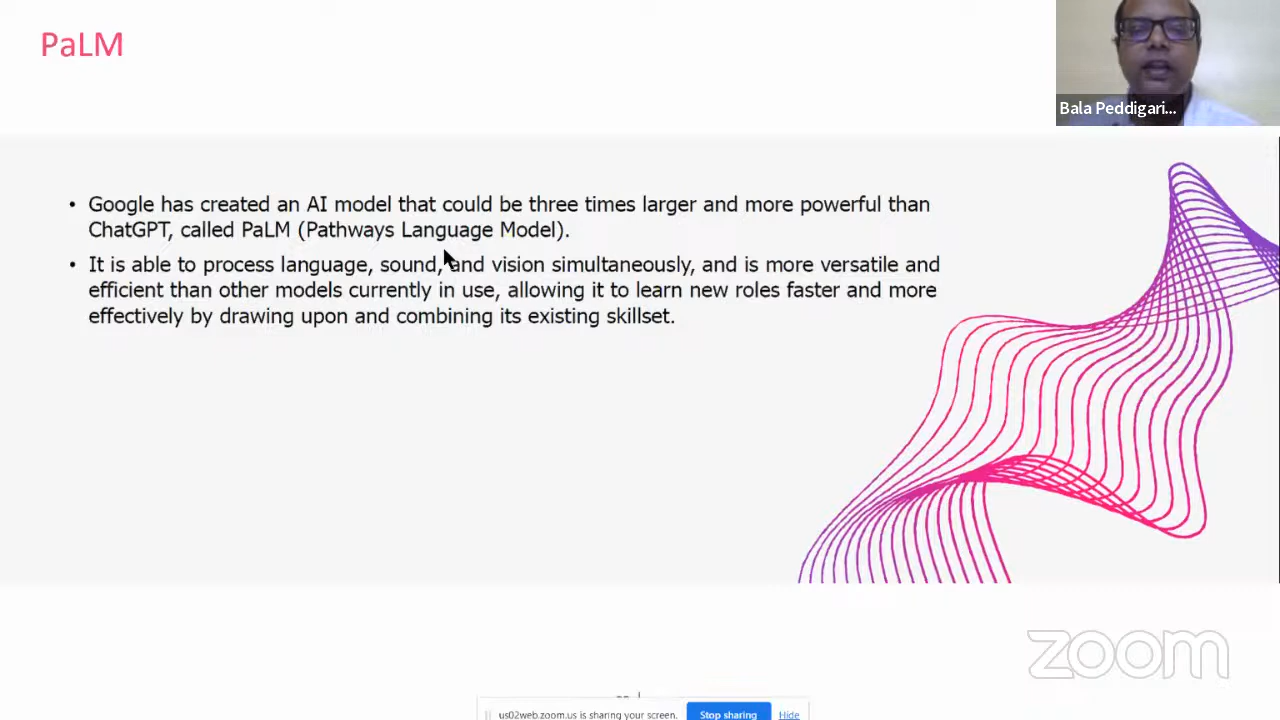 PaLM
Bala Peddigari...
• Google has created an AI model that could be three times larger and more powerful than
ChatGPT, called PaLM (Pathways Language Model).
• It is able to process language, sound, and vision simultaneously, and is more versatile and
efficient than other models currently in use, allowing it to learn new roles faster and more
effectively by drawing upon and combining its existing skillset.
zoom
us02web.zoom.us is sharing your screen. Stop sharing Hide